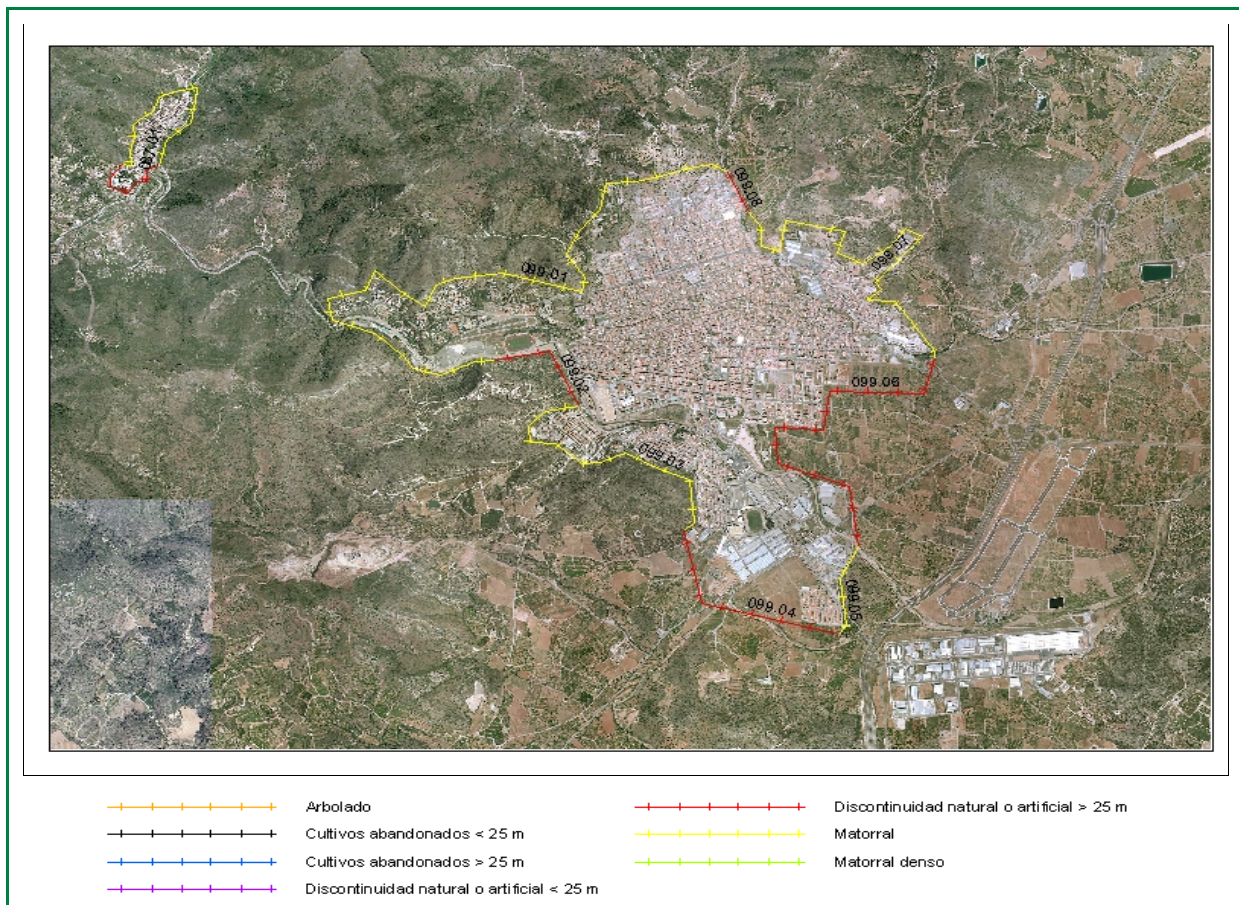 099.08
099.07
099.01
099.02
099.06
099.03
099.05
099.04
Arbolado
Cultivos abandonados < 25 m
Cultivos abandonados > 25 m
Discontinuidad natural o artificial < 25 m
Discontinuidad natural o artificial > 25 m
Matorral
Matorral denso